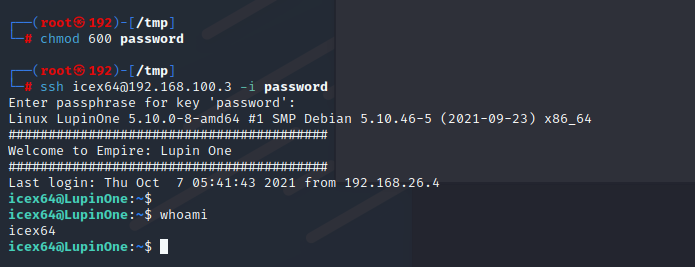 ┌──(root㉿192)-[/tmp]
└─# chmod 600 password
┌──(root㉿192)-[/tmp]
└─# ssh icex64@192.168.100.3 -i password
Enter passphrase for key 'password':
Linux LupinOne 5.10.0-8-amd64 #1 SMP Debian 5.10.46-5 (2021-09-23) x86_64
########################################
Welcome to Empire: Lupin One
########################################
Last login: Thu Oct  7 05:41:43 2021 from 192.168.26.4
icex64@LupinOne:~$
icex64@LupinOne:~$ whoami
icex64
icex64@LupinOne:~$